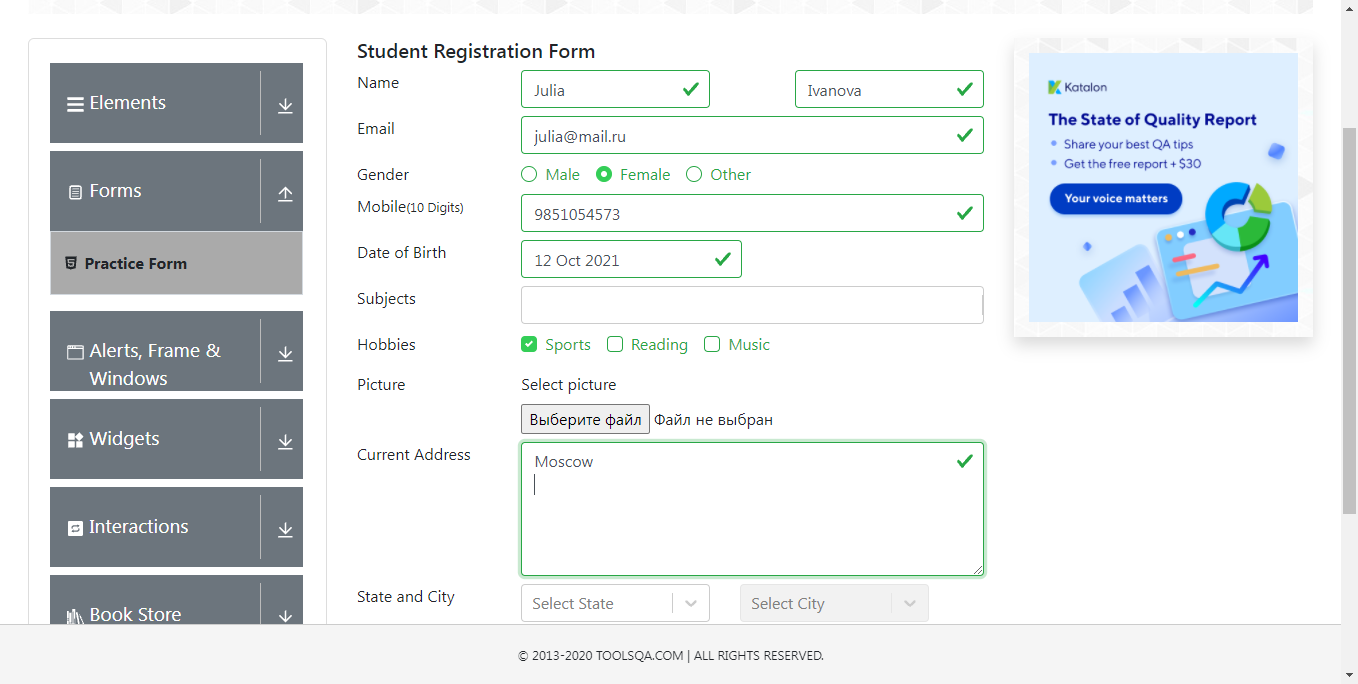 Elements
Forms
Practice Form
Alerts, Frame &
Windows
Widgets
Interactions
Book Store
Student Registration Form
Name
Julia
Ivanova
Email
julia@mail.ru
Gender
Male
Female
Other
Mobile(10 Digits)
9851054573
Date of Birth
12 Oct 2021
Subjects
Hobbies
Sports
Reading
Music
Picture
Select picture
Выберите файл Файл не выбран
Current Address
Moscow
State and City
Select State
Select City
Katalon
The State of Quality Report
Share your best QA tips
Get the free report + $30
Your voice matters
© 2013-2020 TOOLSQA.COM | ALL RIGHTS RESERVED.